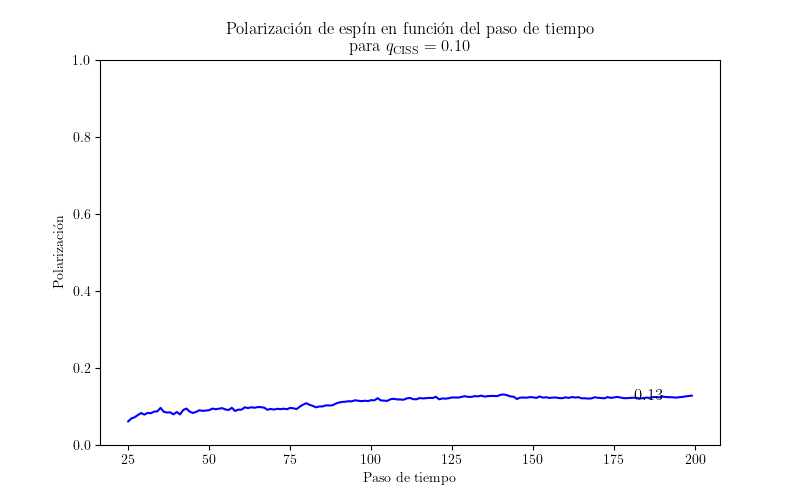 Polarización de espín en función del paso de tiempo
para qCISS = 0.10
1.0
0.8
0.6
0.4
0.2
0.0
Polarización
0.13
25 50 75 100 125 150 175 200
Paso de tiempo